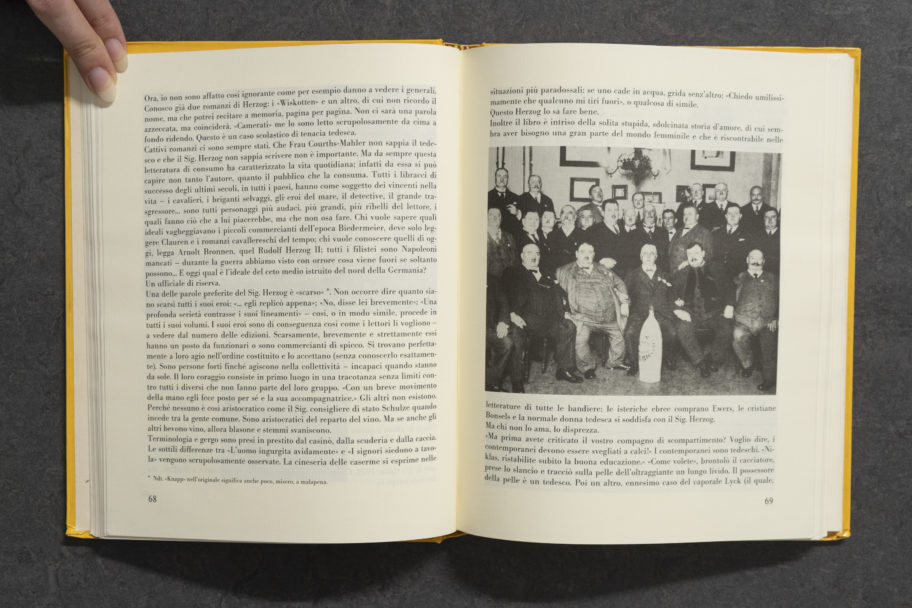 Ora, io non sono affatto così ignorante come per esempio danno a vedere i generali.
Conosco già due romanzi di Herzog: i «Wiskotten» e un altro, di cui non ricordo il
nome, ma che potrei recitare a memoria, pagina per pagina. Non ci sarà una parola
azzeccata, ma coinciderà. «Camerati» me lo sono letto scrupolosamente da cima a
fondo ridendo. Questo è un caso scolastico di tenacia tedesca.
Cattivi romanzi ci sono sempre stati. Che Frau Courths-Mahler non sappia il tede-
sco e che il Sig. Herzog non sappia scrivere non è importante. Ma da sempre questa
letteratura di consumo ha caratterizzato la vita quotidiana; infatti da essa si può
capire non tanto l'autore, quanto il pubblico che la consuma. Tutti i libracci di
successo degli ultimi secoli, in tutti i paesi, hanno come soggetto dei vincenti nella
vita – i cavalieri, i briganti selvaggi, gli eroi del mare, il detective, il grande tra-
sgressore... sono tutti personaggi più audaci, più grandi, più ribelli del lettore, i
quali fanno ciò che a lui piacerebbe, ma che non osa fare. Chi vuole sapere quali
ideali vagheggiavano i piccoli commercianti dell'epoca Biedermeier, deve solo leg-
gere Clauren e i romanzi cavallereschi del tempo; chi vuole conoscere quelli di og-
gi, legga Arnolt Bronnen, quel Rudolf Herzog II; tutti i filistei sono Napoleoni
mancati – durante la guerra abbiamo visto con orrore cosa viene fuori se soltanto
possono... E oggi qual è l'ideale del ceto medio istruito del nord della Germania?
Un ufficiale di riserva.
Una delle parole preferite del Sig. Herzog è «scarso» *. Non occorre dire quanto sia-
no scarsi tutti i suoi eroi: «... egli replicò appena»; «No, disse lei brevemente»; «Una
profonda serietà contrasse i suoi lineamenti» – così, o in modo simile, procede in
tutti i suoi volumi. I suoi eroi sono di conseguenza così come i lettori li vogliono –
a vedere dal numero delle edizioni. Scarsamente, brevemente e strettamente essi
hanno un posto da funzionari o sono commercianti di spicco. Si trovano perfetta-
mente a loro agio nell'ordine costituito e lo accettano (senza conoscerlo esattamen-
te). Sono persone forti finché agiscono nella collettività – incapaci quando stanno
da sole. Il loro coraggio consiste in primo luogo in una tracotanza senza limiti con-
tro tutti i diversi che non fanno parte del loro gruppo. «Con un breve movimento
della mano egli fece posto per sé e la sua accompagnatrice.» Gli altri non esistono.
Perché nessuno è così aristocratico come il Sig. consigliere di stato Schulze quando
incede tra la gente comune. Sono aristocratici del reparto del vino. Ma se anche gli
altri bevono vino, allora blasone e stemmi svaniscono.
Terminologia e gergo sono presi in prestito dal casinò, dalla scuderia e dalla caccia.
Le sottili differenze tra «L'uomo ingurgita avidamente» e «I signori siedono a tavo-
la» vengono scrupolosamente osservate. La cineseria delle caserme si esprime nelle
* Ndt. «Knapp» nell'originale significa anche poco, misero, a malapena.
68
situazioni più paradossali: se uno cade in acqua, grida senz'altro: «Chiedo umilissi-
mamente che qualcuno mi tiri fuori», o qualcosa di simile.
Questo Herzog lo sa fare bene.
Inoltre il libro è intriso della solita stupida, sdolcinata storia d'amore, di cui sem-
bra aver bisogno una gran parte del mondo femminile e che è riscontrabile nelle
letterature di tutte le bandiere: le isteriche ebree comprano Ewers, le cristiane
Bonsels e la normale donna tedesca si soddisfa con il Sig. Herzog.
Ma chi non lo ama, lo disprezza.
«Ma prima avete criticato il vostro compagno di scompartimento? Voglio dire, i
contemporanei devono essere svegliati a calci!» I contemporanei sono tedeschi. «Ni-
klas, ristabilite subito la buona educazione.» «Come volete», brontolò il cacciatore,
prese lo slancio e tracciò sulla pelle dell'oltraggiante un lungo livido. Il possessore
della pelle è un tedesco. Poi un altro, ennesimo caso del caporale Lyck (il quale,
69